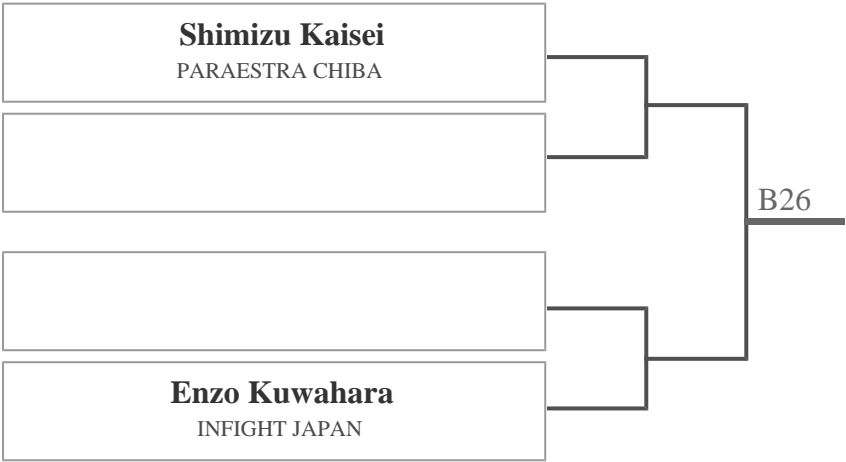 Shimizu Kaisei
PARAESTRA CHIBA
B26
Enzo Kuwahara
INFIGHT JAPAN